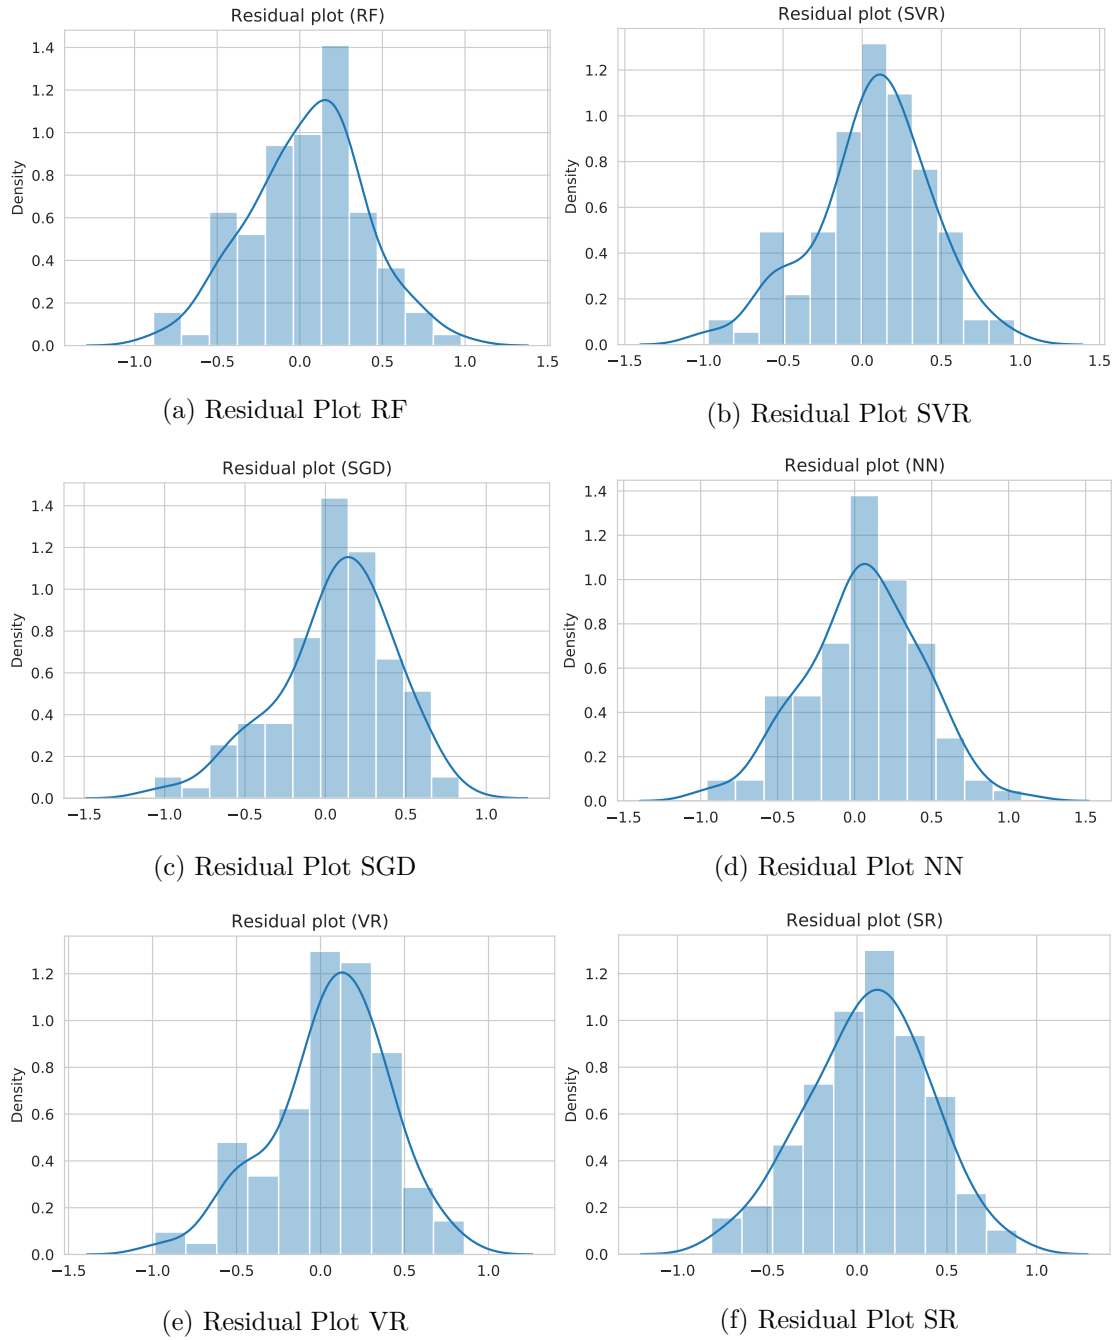 Residual plot (RF)
Density
1.4
1.2
1.0
0.8
0.6
0.4
0.2
0.0
−1.0 −0.5 0.0 0.5 1.0 1.5
(a) Residual Plot RF
Residual plot (SVR)
Density
1.2
1.0
0.8
0.6
0.4
0.2
0.0
−1.5 −1.0 −0.5 0.0 0.5 1.0 1.5
(b) Residual Plot SVR
Residual plot (SGD)
Density
1.4
1.2
1.0
0.8
0.6
0.4
0.2
0.0
−1.5 −1.0 −0.5 0.0 0.5 1.0
(c) Residual Plot SGD
Residual plot (NN)
Density
1.4
1.2
1.0
0.8
0.6
0.4
0.2
0.0
−1.5 −1.0 −0.5 0.0 0.5 1.0 1.5
(d) Residual Plot NN
Residual plot (VR)
Density
1.2
1.0
0.8
0.6
0.4
0.2
0.0
−1.5 −1.0 −0.5 0.0 0.5 1.0
(e) Residual Plot VR
Residual plot (SR)
Density
1.2
1.0
0.8
0.6
0.4
0.2
0.0
−1.0 −0.5 0.0 0.5 1.0
(f) Residual Plot SR